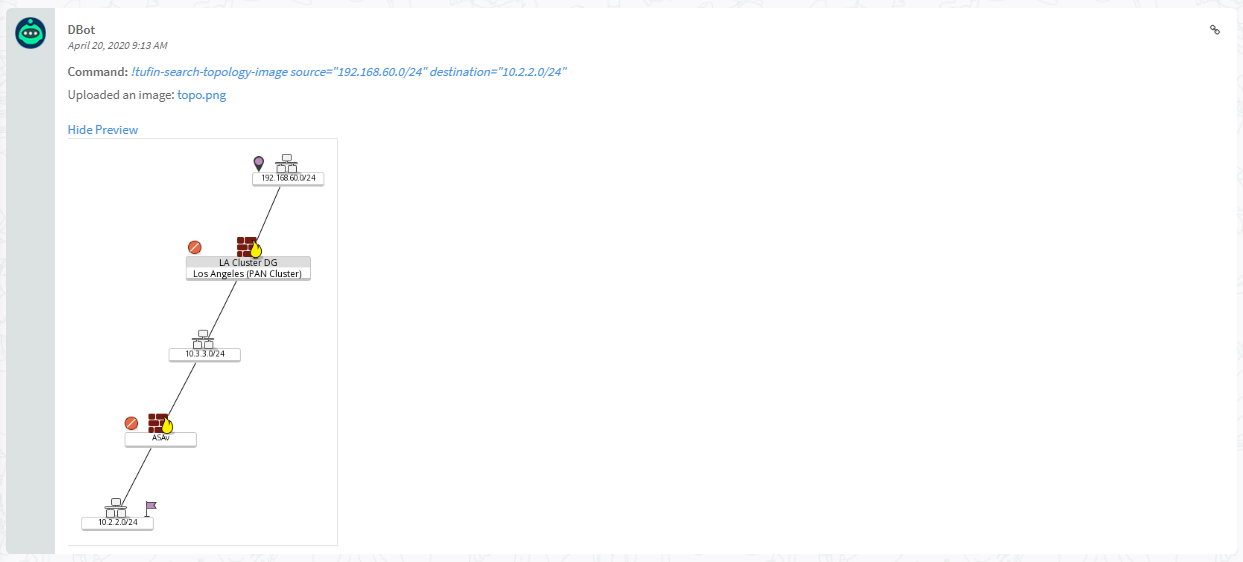 DBot
April 20, 2020 9:13 AM
Command: !tufin-search-topology-image source="192.168.60.0/24" destination="10.2.2.0/24"
Uploaded an image: topo.png
Hide Preview
192.168.60.0/24
LA Cluster DG
Los Angeles (PAN Cluster)
10.3.3.0/24
ASAv
10.2.2.0/24